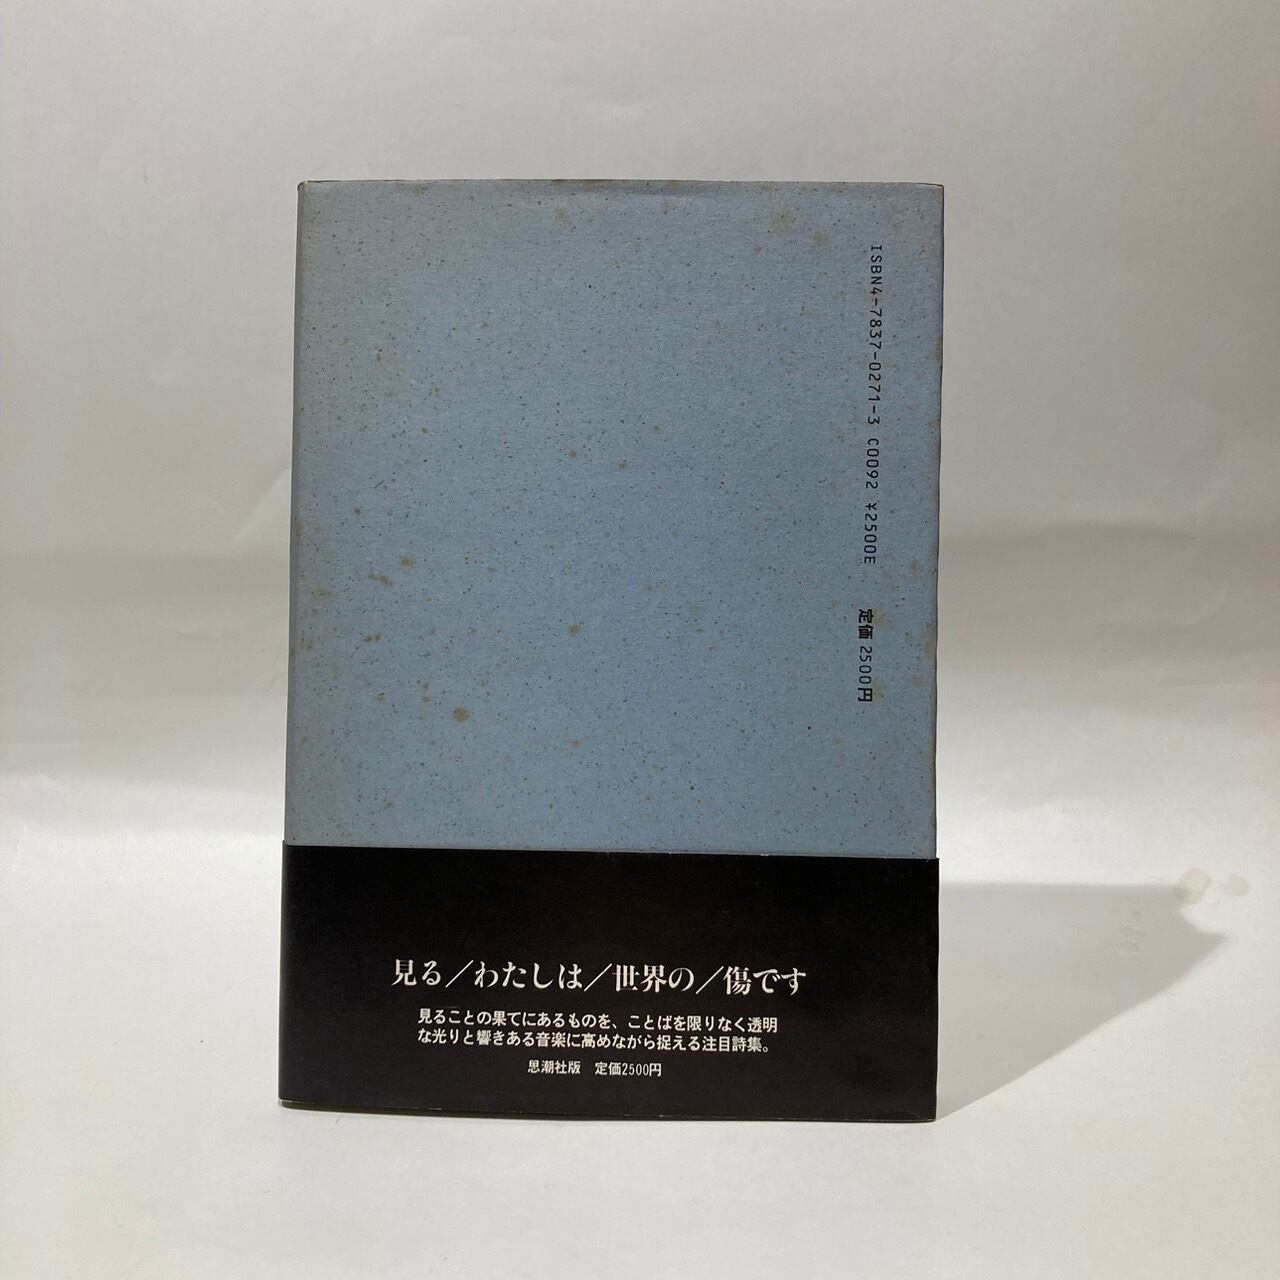 ISBN4-7837-0271-3 C0092 ¥2500E 定価2500円
見る／わたしは／世界の／傷です
見ることの果てにあるものを、ことばを限りなく透明
な光りと響きある音楽に高めながら捉える注目詩集。
思潮社版 定価2500円